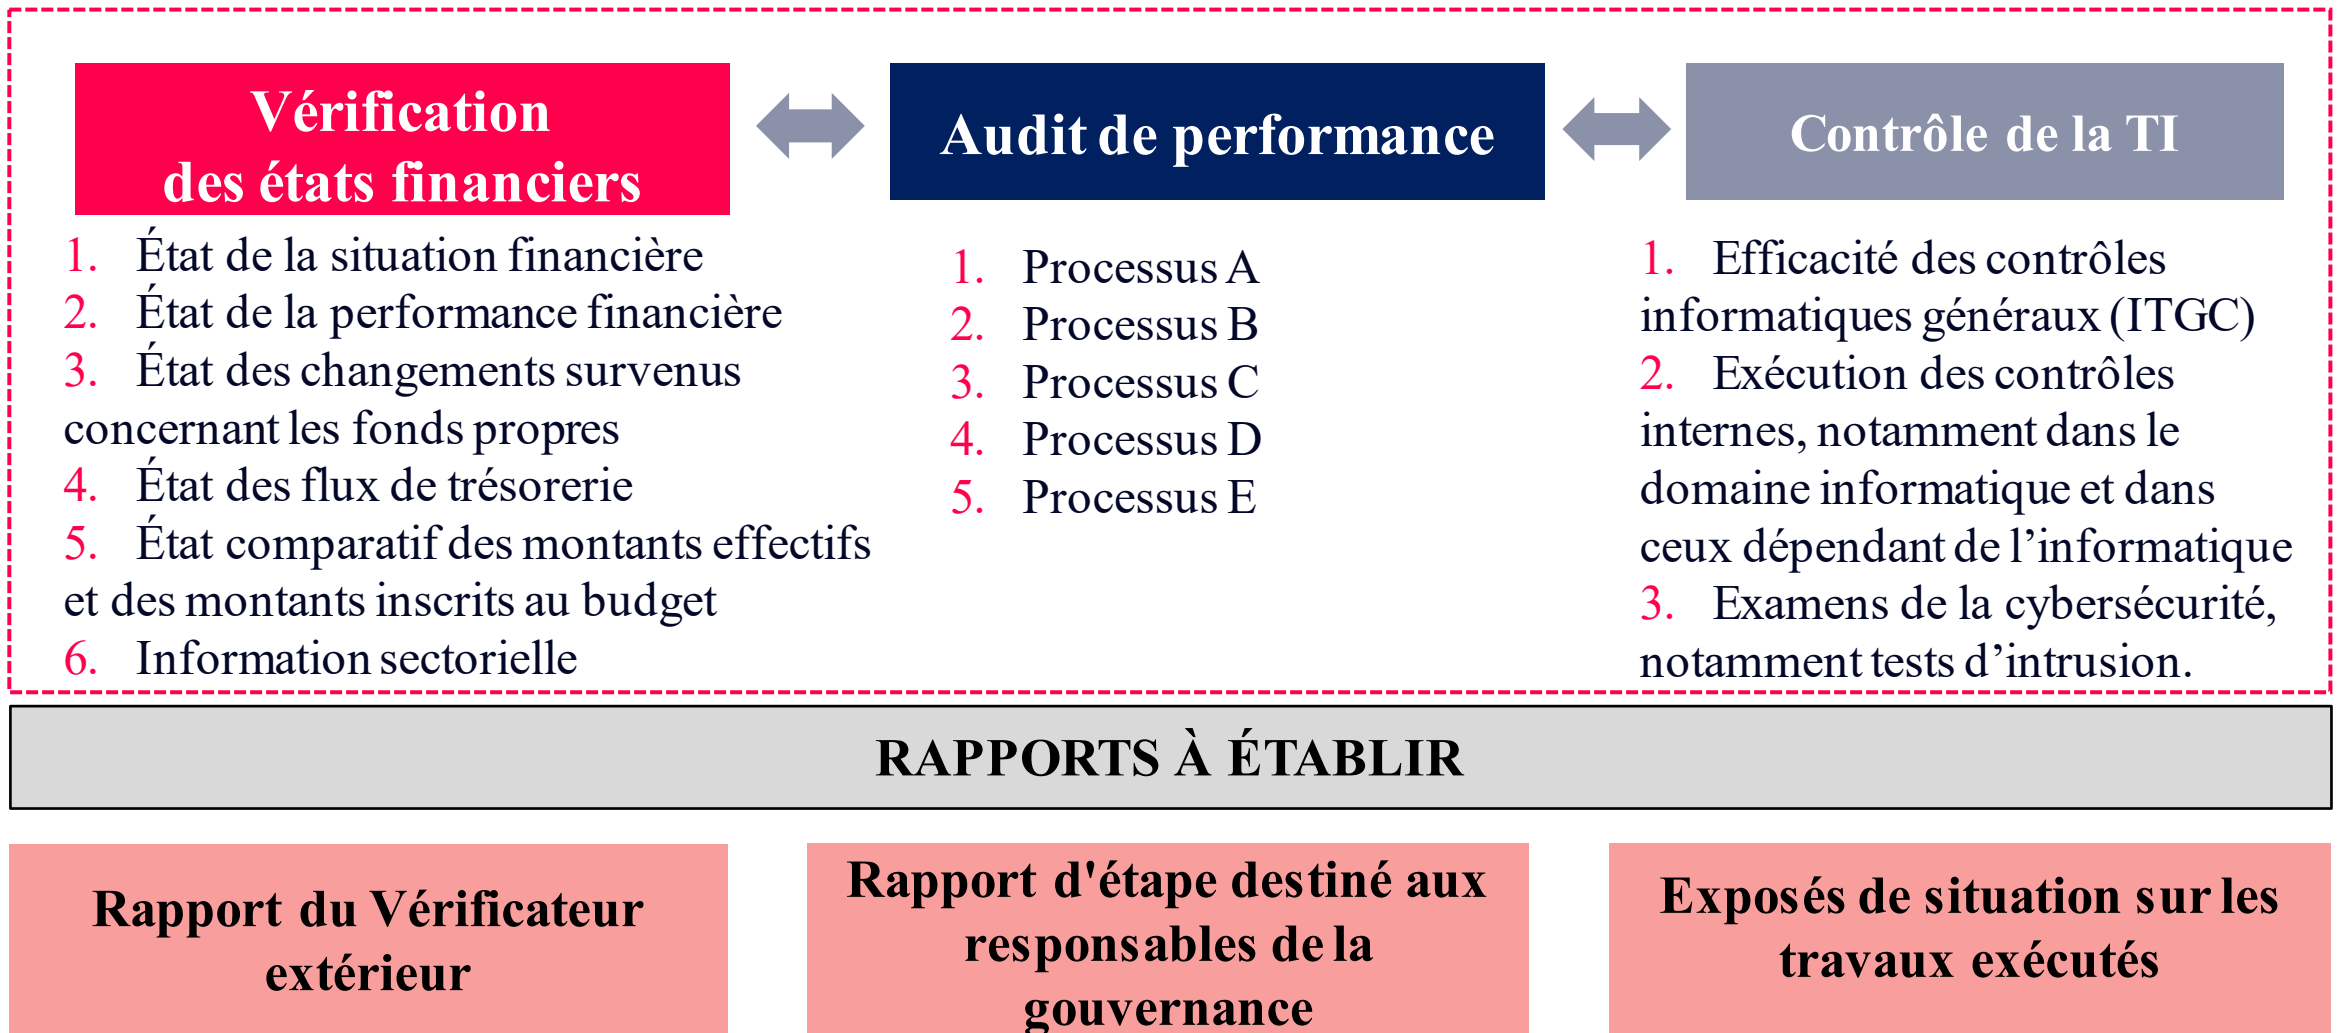 Vérification
des états financiers
1. État de la situation financière
2. État de la performance financière
3. État des changements survenus
concernant les fonds propres
4. État des flux de trésorerie
5. État comparatif des montants effectifs
et des montants inscrits au budget
6. Information sectorielle
Audit de performance
1. Processus A
2. Processus B
3. Processus C
4. Processus D
5. Processus E
Contrôle de la TI
1. Efficacité des contrôles
informatiques généraux (ITGC)
2. Exécution des contrôles
internes, notamment dans le
domaine informatique et dans
ceux dépendant de l’informatique
3. Examens de la cybersécurité,
notamment tests d’intrusion.
RAPPORTS À ÉTABLIR
Rapport du Vérificateur
extérieur
Rapport d'étape destiné aux
responsables de la
gouvernance
Exposés de situation sur les
travaux exécutés